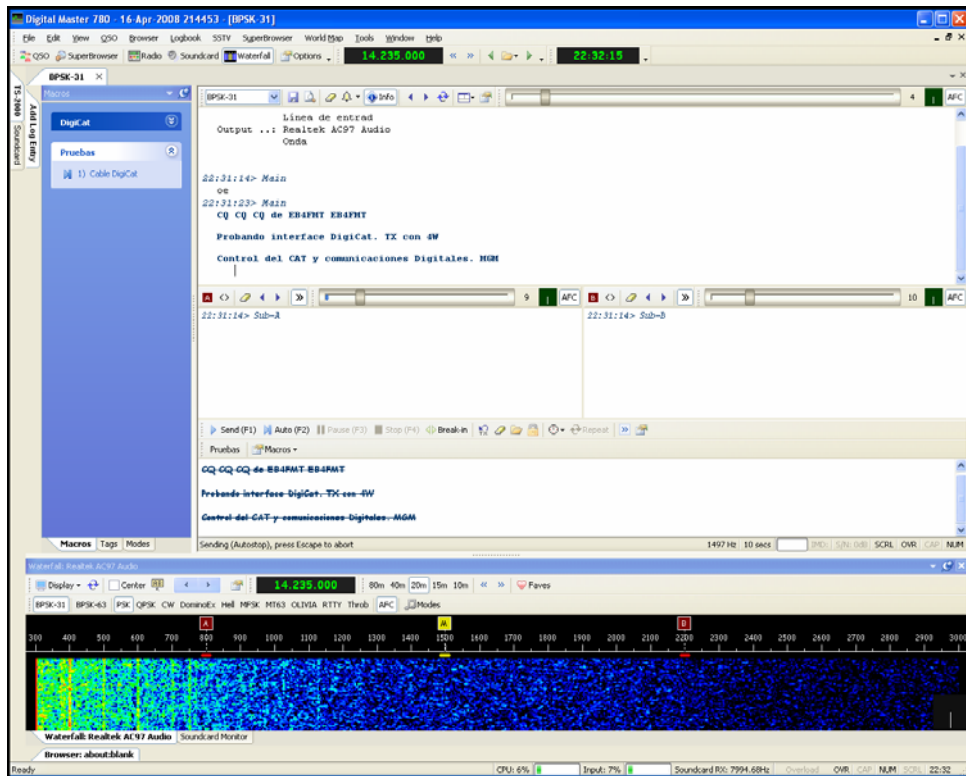 Digital Master 780 - 16-Apr-2008 214453 - [BPSK-31]
File Edit View QSO Browser Logbook SSTV SuperBrowser World Map Tools Window Help
QSO SuperBrowser Radio Soundcard Waterfall Options 14.235.000 22:32:15
BPSK-31
TS-2000 Soundcard
Add Log Entry
Macros
DigiCat
Pruebas
1) Cable DigiCat
BPSK-31 Info 4 AFC
Línea de entrad
Output ..: Realtek AC97 Audio
Onda
22:31:14> Main
oe
22:31:23> Main
CQ CQ CQ de EB4FMT EB4FMT
Probando interface DigiCat. TX con 4W
Control del CAT y comunicaciones Digitales. MGM
A 9 AFC B 10 AFC
22:31:14> Sub-A 22:31:14> Sub-B
Send (F1) Auto (F2) Pause (F3) Stop (F4) Break-in Repeat
Pruebas Macros
CQ CQ CQ de EB4FMT EB4FMT
Probando interface DigiCat. TX con 4W
Control del CAT y comunicaciones Digitales. MGM
Macros Tags Modes
Sending (Autostop), press Escape to abort 1497 Hz 10 secs IMD: S/N: 0dB SCRL OVR CAP NUM
Waterfall: Realtek AC97 Audio
Display Center 14.235.000 80m 40m 20m 15m 10m Faves
BPSK-31 BPSK-63 PSK QPSK CW DominoEx Hell MFSK MT63 OLIVIA RTTY Throb AFC Modes
A M B
300 400 500 600 700 800 900 1000 1100 1200 1300 1400 1500 1600 1700 1800 1900 2000 2100 2200 2300 2400 2500 2600 2700 2800 2900 3000
Waterfall: Realtek AC97 Audio Soundcard Monitor
Browser: about:blank
Ready CPU: 6% Input: 7% Soundcard RX: 7994.68Hz Overload OVR CAP NUM SCRL 22:32